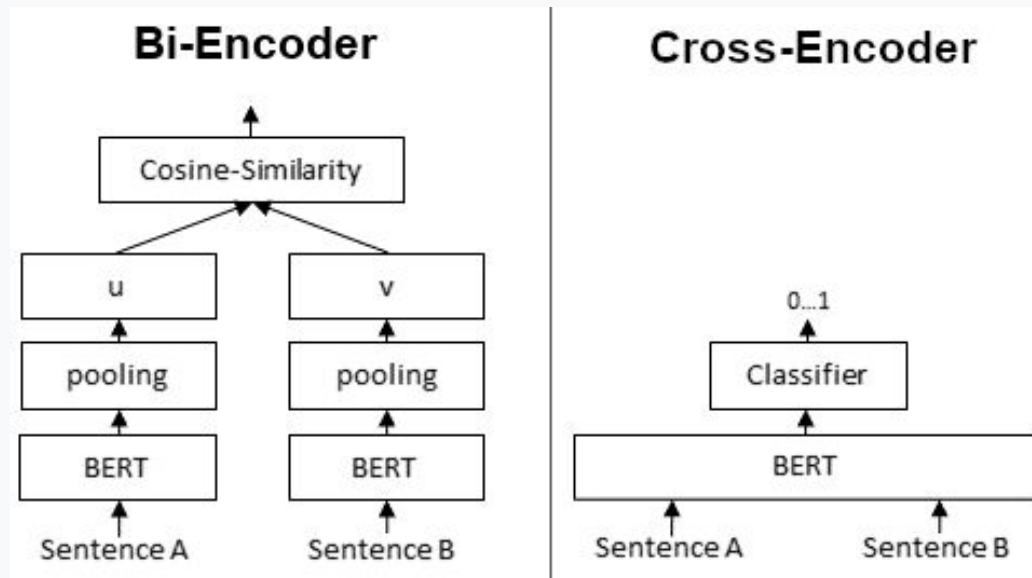 Bi-Encoder
Cosine-Similarity
u
v
pooling
pooling
BERT
BERT
Sentence A
Sentence B
Cross-Encoder
0...1
Classifier
BERT
Sentence A
Sentence B